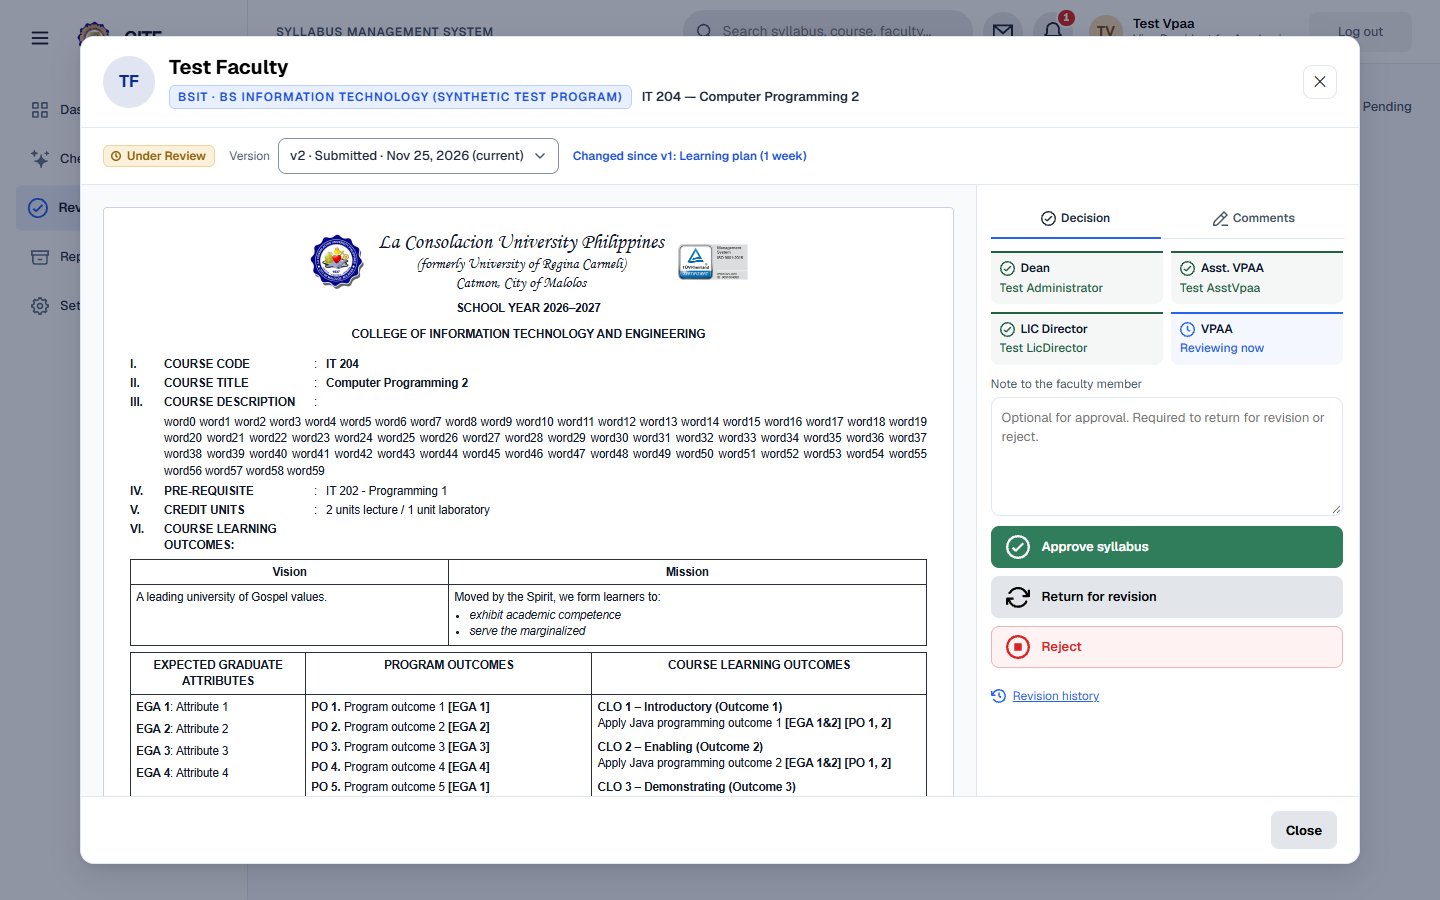 SYLLABUS MANAGEMENT SYSTEM
Search syllabus, course, faculty...
1
TV
Test Vpaa
Log out
Pending
TF
Test Faculty
BSIT · BS INFORMATION TECHNOLOGY (SYNTHETIC TEST PROGRAM)
IT 204 — Computer Programming 2
Under Review
Version
v2 · Submitted · Nov 25, 2026 (current)
Changed since v1: Learning plan (1 week)
La Consolacion University Philippines
(formerly University of Regina Carmeli)
Catmon, City of Malolos
SCHOOL YEAR 2026–2027
COLLEGE OF INFORMATION TECHNOLOGY AND ENGINEERING
I. COURSE CODE : IT 204
II. COURSE TITLE : Computer Programming 2
III. COURSE DESCRIPTION :
word0 word1 word2 word3 word4 word5 word6 word7 word8 word9 word10 word11 word12 word13 word14 word15 word16 word17 word18 word19
word20 word21 word22 word23 word24 word25 word26 word27 word28 word29 word30 word31 word32 word33 word34 word35 word36 word37
word38 word39 word40 word41 word42 word43 word44 word45 word46 word47 word48 word49 word50 word51 word52 word53 word54 word55
word56 word57 word58 word59
IV. PRE-REQUISITE : IT 202 - Programming 1
V. CREDIT UNITS : 2 units lecture / 1 unit laboratory
VI. COURSE LEARNING
OUTCOMES:
Vision
Mission
A leading university of Gospel values.
Moved by the Spirit, we form learners to:
• exhibit academic competence
• serve the marginalized
EXPECTED GRADUATE
ATTRIBUTES
PROGRAM OUTCOMES
COURSE LEARNING OUTCOMES
EGA 1: Attribute 1
EGA 2: Attribute 2
EGA 3: Attribute 3
EGA 4: Attribute 4
PO 1. Program outcome 1 [EGA 1]
PO 2. Program outcome 2 [EGA 2]
PO 3. Program outcome 3 [EGA 3]
PO 4. Program outcome 4 [EGA 4]
PO 5. Program outcome 5 [EGA 1]
CLO 1 – Introductory (Outcome 1)
Apply Java programming outcome 1 [EGA 1&2] [PO 1, 2]
CLO 2 – Enabling (Outcome 2)
Apply Java programming outcome 2 [EGA 1&2] [PO 1, 2]
CLO 3 – Demonstrating (Outcome 3)
Decision
Comments
Dean
Test Administrator
Asst. VPAA
Test AsstVpaa
LIC Director
Test LicDirector
VPAA
Reviewing now
Note to the faculty member
Optional for approval. Required to return for revision or
reject.
Approve syllabus
Return for revision
Reject
Revision history
Close